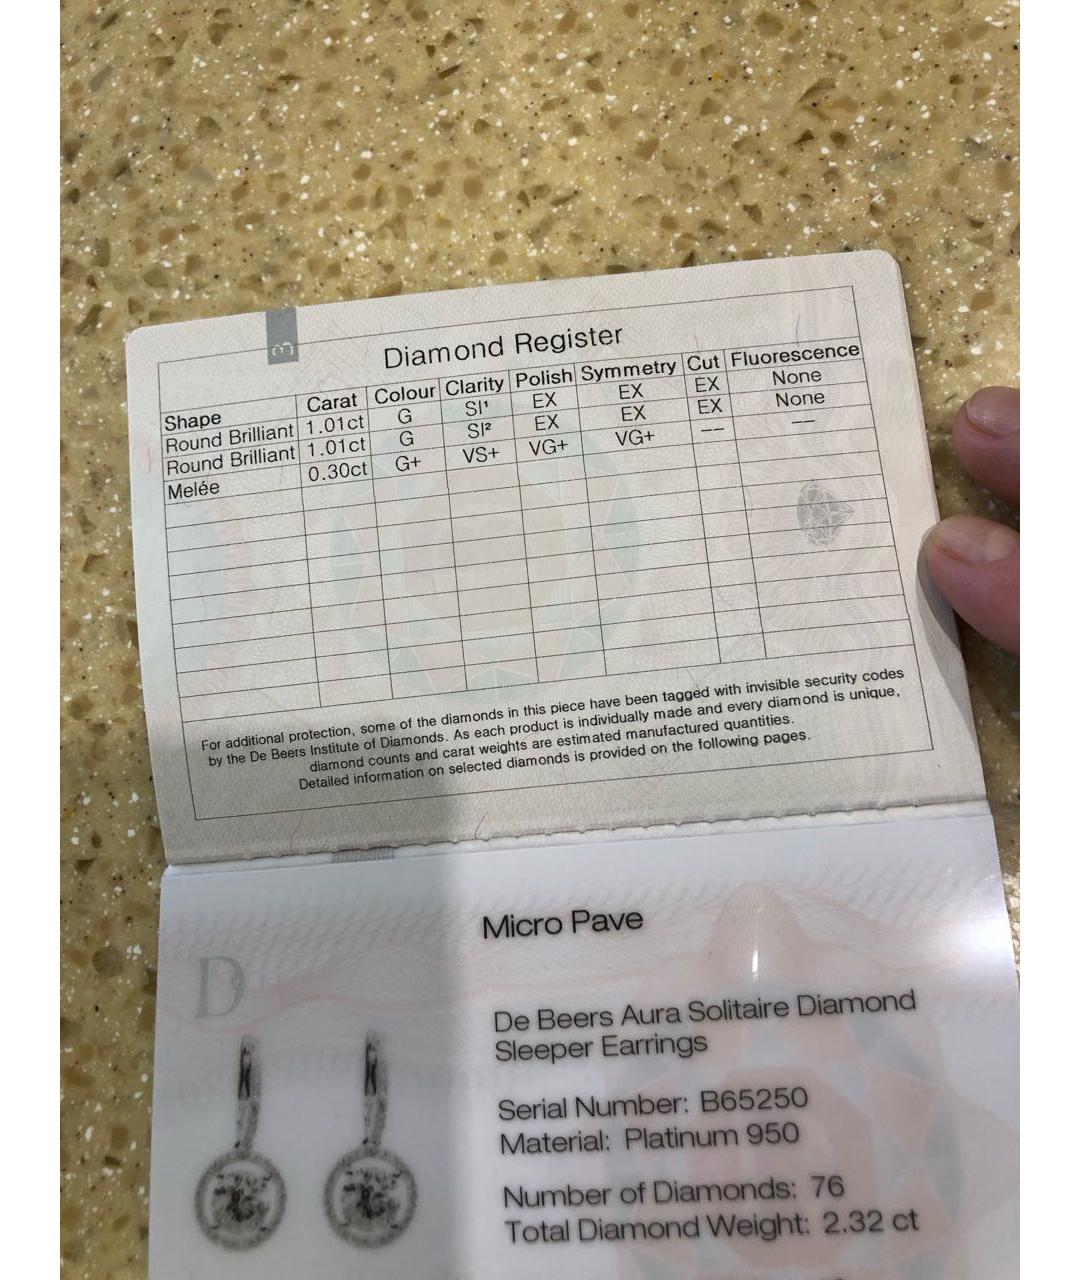 Diamond Register
Shape Carat Colour Clarity Polish Symmetry Cut Fluorescence
Round Brilliant 1.01ct G SI¹ EX EX EX None
Round Brilliant 1.01ct G SI² EX EX EX None
Melée 0.30ct G+ VS+ VG+ VG+ -- --
For additional protection, some of the diamonds in this piece have been tagged with invisible security codes
by the De Beers Institute of Diamonds. As each product is individually made and every diamond is unique,
diamond counts and carat weights are estimated manufactured quantities.
Detailed information on selected diamonds is provided on the following pages.
Micro Pave
D
De Beers Aura Solitaire Diamond
Sleeper Earrings
Serial Number: B65250
Material: Platinum 950
Number of Diamonds: 76
Total Diamond Weight: 2.32 ct